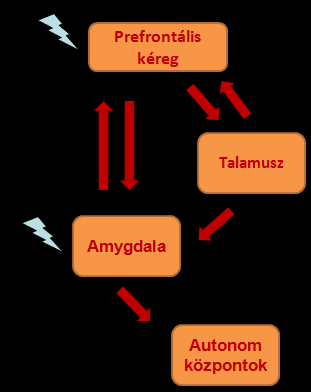 Prefrontális
kéreg
Talamusz
Amygdala
Autonom
központok